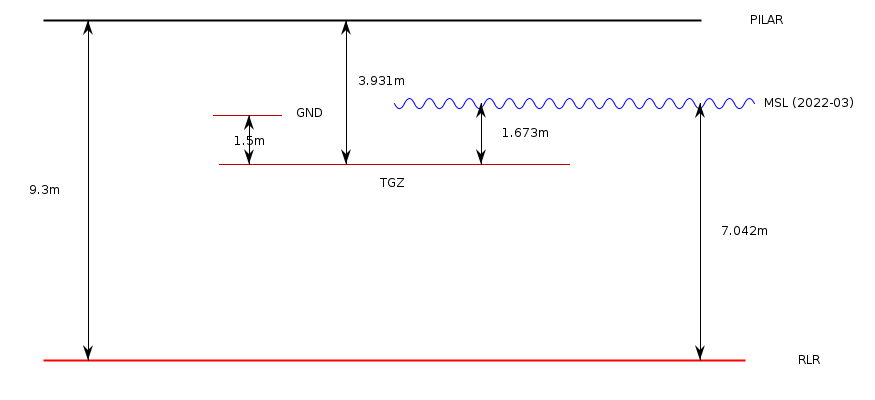 PILAR
3.931m
MSL (2022-03)
GND
1.673m
1.5m
TGZ
9.3m
7.042m
RLR